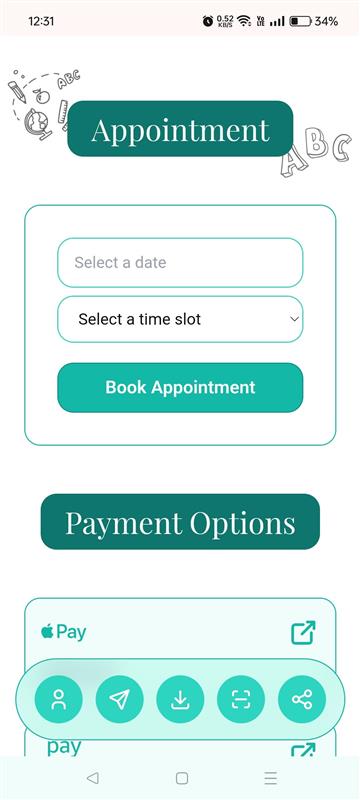 12:31
0.52
KB/S
Vo
LTE
34%
ABC
Appointment
ABC
Select a date
Select a time slot
Book Appointment
Payment Options
Pay
pay